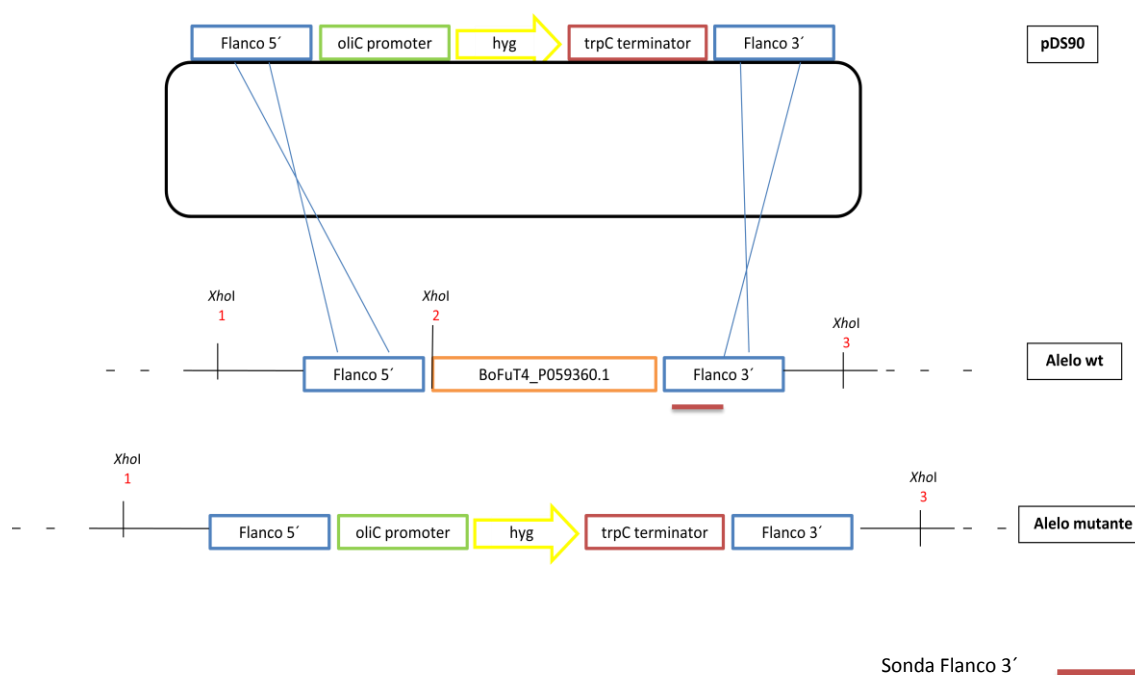 Flanco 5´ oliC promoter hyg trpC terminator Flanco 3´ pDS90
XhoI XhoI XhoI
1 2 3
Flanco 5´ BoFuT4_P059360.1 Flanco 3´ Alelo wt
XhoI XhoI
1 3
Flanco 5´ oliC promoter hyg trpC terminator Flanco 3´ Alelo mutante
Sonda Flanco 3´